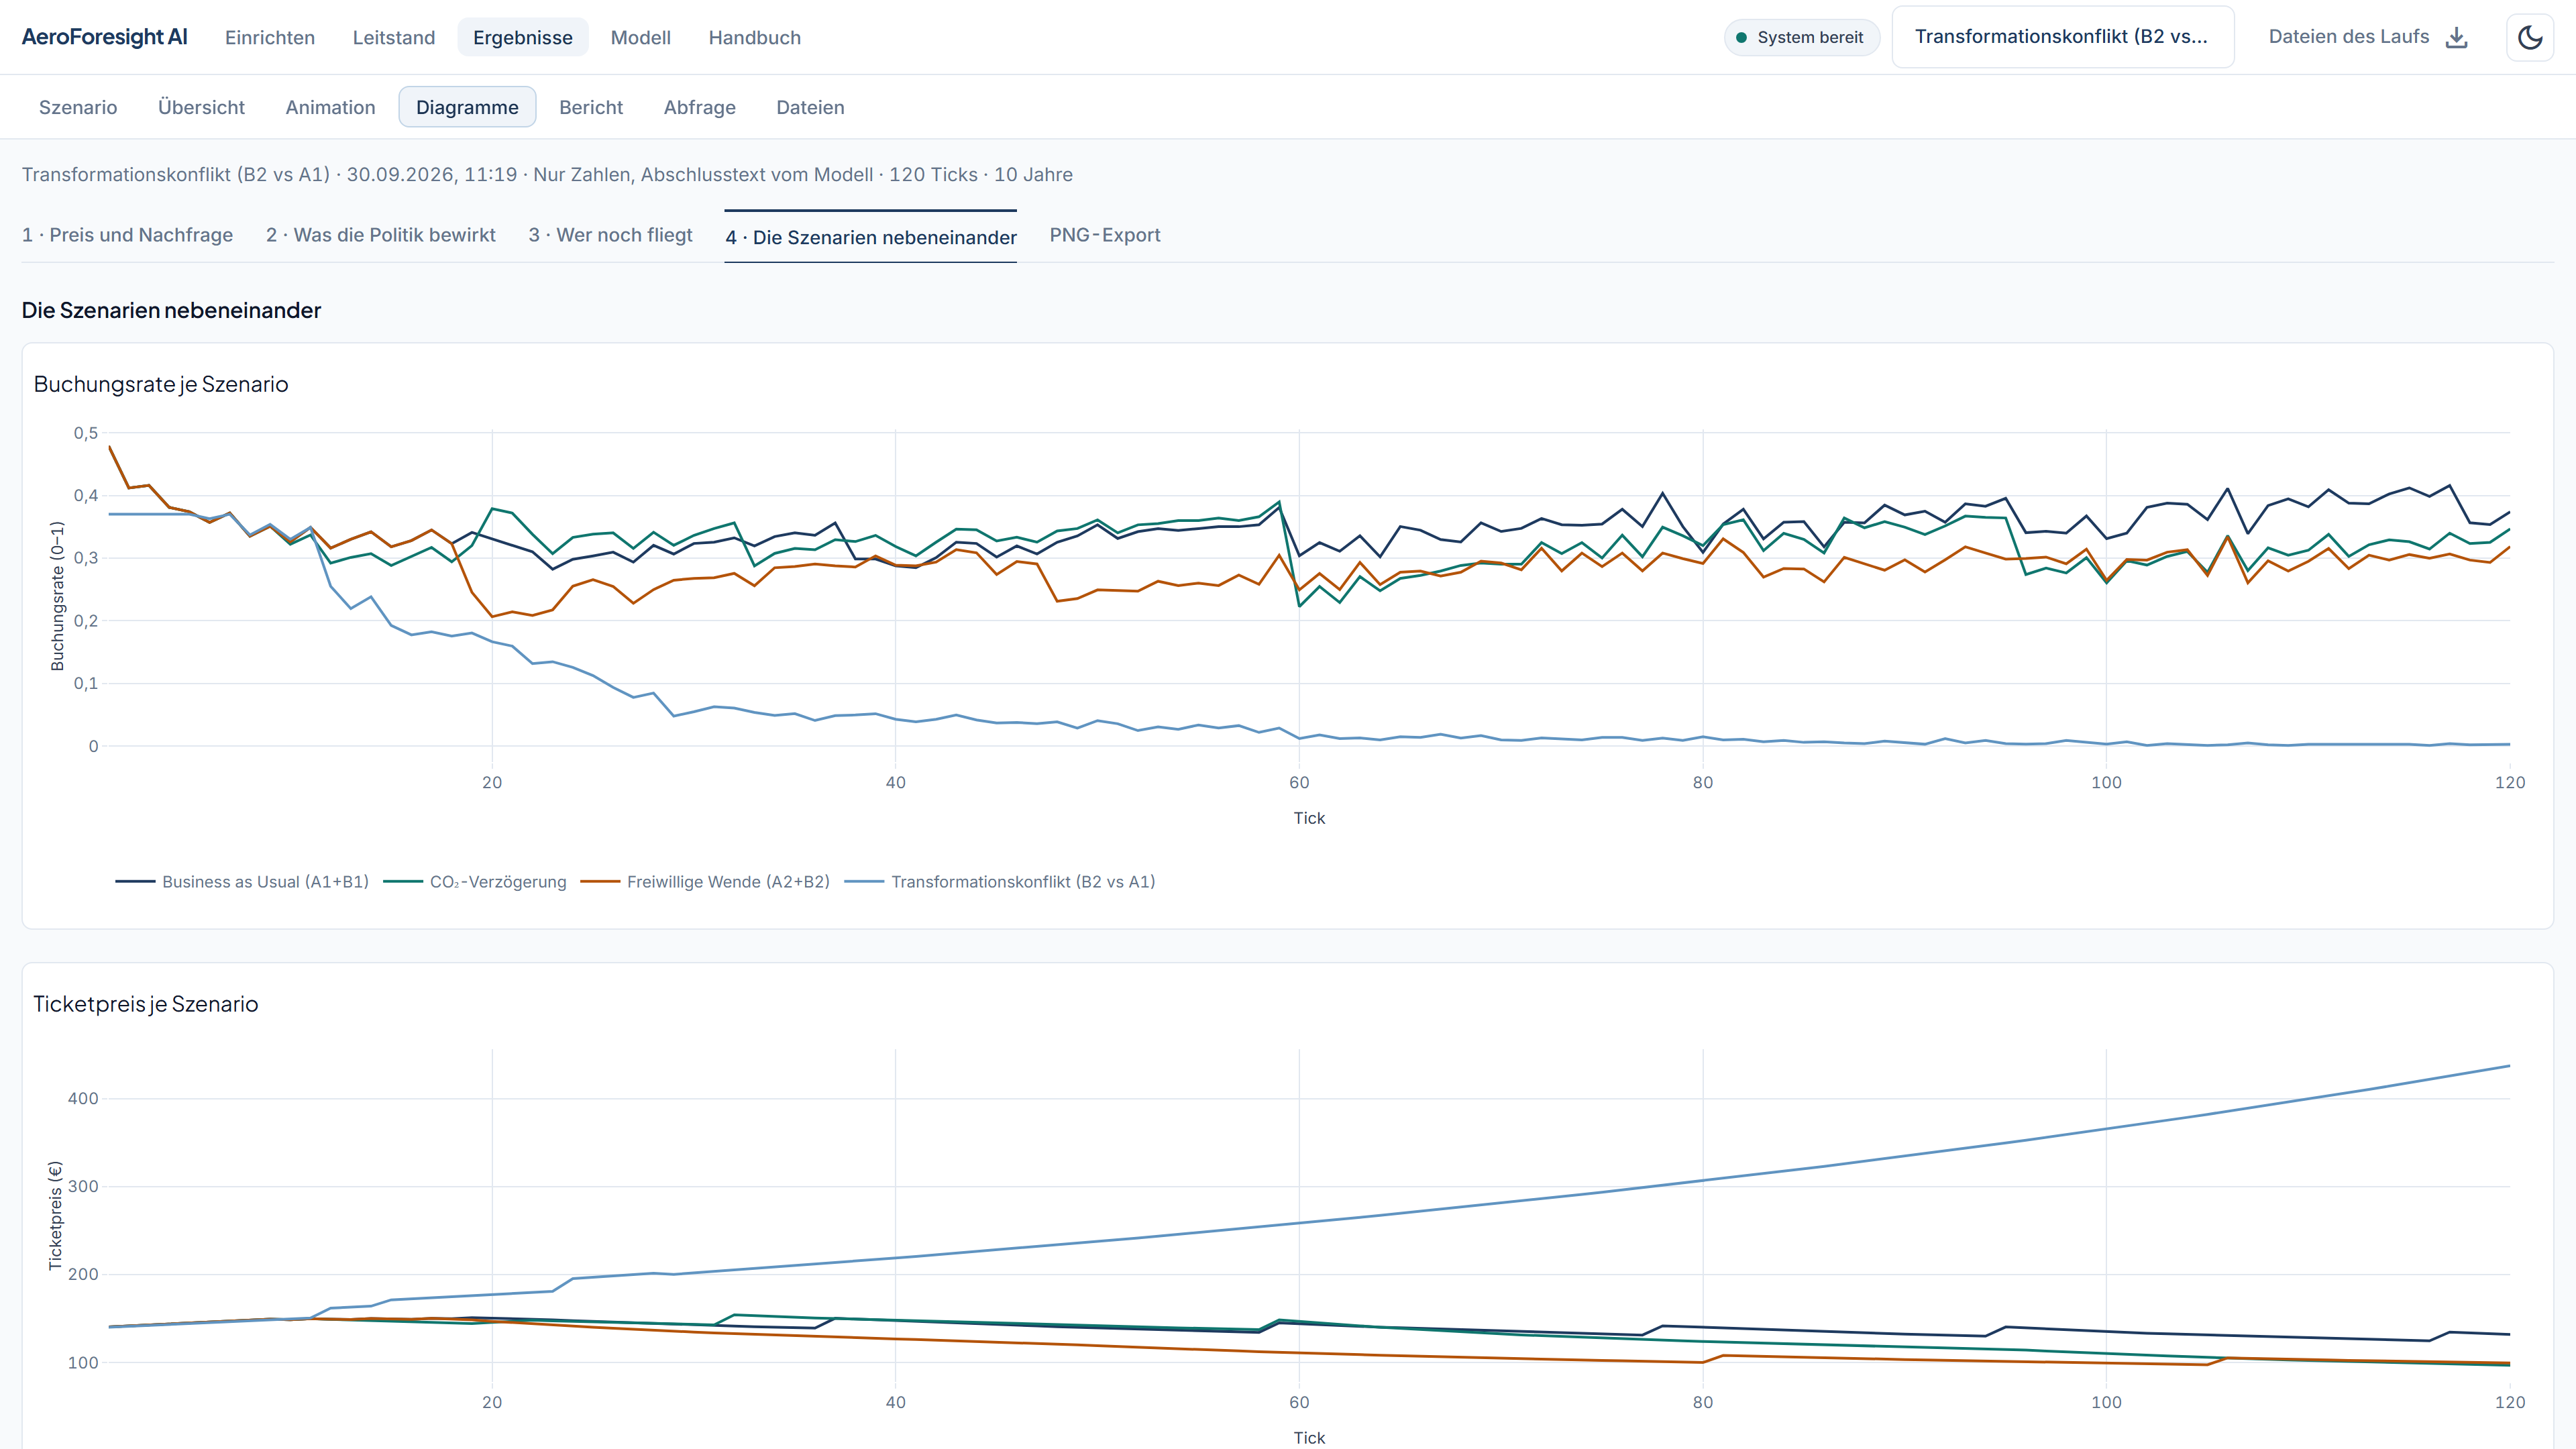 AeroForesight AI Einrichten Leitstand Ergebnisse Modell Handbuch System bereit Transformationskonflikt (B2 vs... Dateien des Laufs
Szenario Übersicht Animation Diagramme Bericht Abfrage Dateien
Transformationskonflikt (B2 vs A1) · 30.09.2026, 11:19 · Nur Zahlen, Abschlusstext vom Modell · 120 Ticks · 10 Jahre
1 · Preis und Nachfrage 2 · Was die Politik bewirkt 3 · Wer noch fliegt 4 · Die Szenarien nebeneinander PNG-Export
Die Szenarien nebeneinander
Buchungsrate je Szenario
0,5
0,4
0,3
0,2
0,1
0
Buchungsrate (0–1)
20 40 60 80 100 120
Tick
Business as Usual (A1+B1) CO₂-Verzögerung Freiwillige Wende (A2+B2) Transformationskonflikt (B2 vs A1)
Ticketpreis je Szenario
400
300
200
100
Ticketpreis (€)
20 40 60 80 100 120
Tick